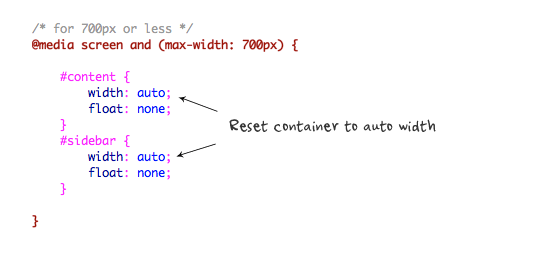 /* for 700px or less */
@media screen and (max-width: 700px) {
#content {
width: auto;
float: none;
}
Reset container to auto width
#sidebar {
width: auto;
float: none;
}
}